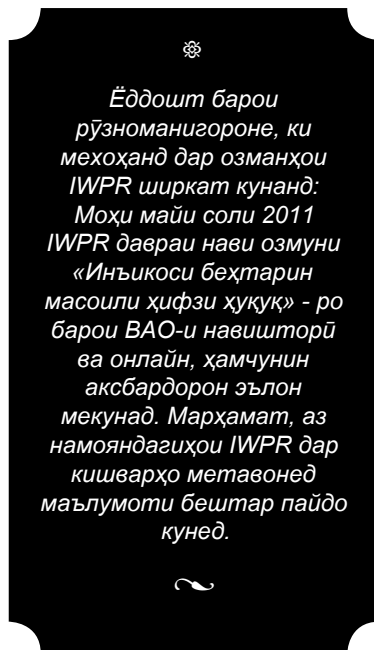 Ёддошт барои
рӯзноманигороне, ки
мехоҳанд дар озманҳои
IWPR ширкат кунанд:
Моҳи майи соли 2011
IWPR давраи нави озмуни
«Инъикоси беҳтарин
масоили ҳифзи ҳуқуқ» - ро
барои ВАО-и навишторӣ
ва онлайн, ҳамчунин
аксбардорон эълон
мекунад. Марҳамат, аз
намояндагиҳои IWPR дар
кишварҳо метавонед
маълумоти бештар пайдо
кунед.